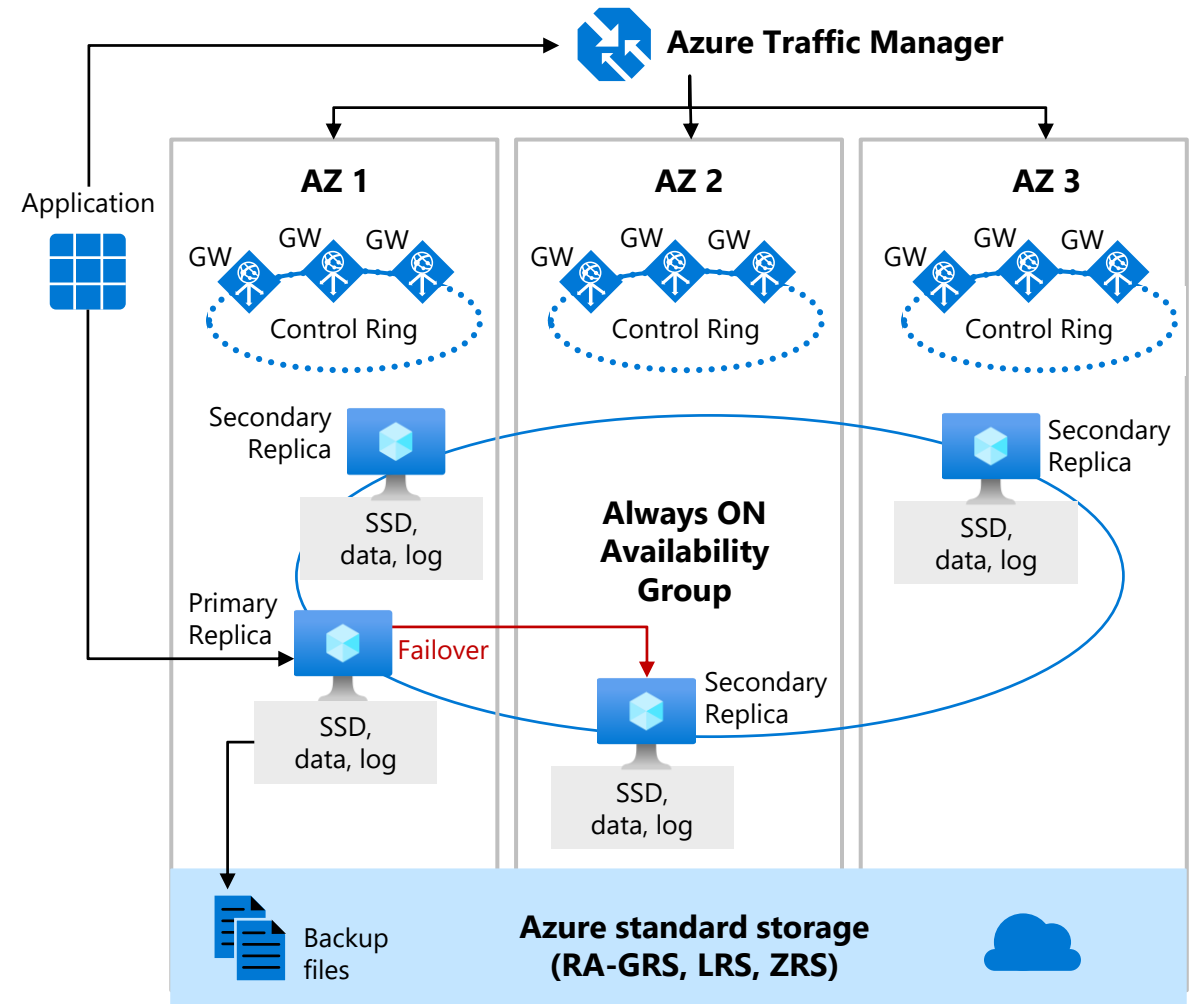 Azure Traffic Manager
Application
AZ 1
AZ 2
AZ 3
GW
GW
GW
Control Ring
GW
GW
GW
Control Ring
GW
GW
GW
Control Ring
Secondary
Replica
SSD,
data, log
Always ON
Availability
Group
Secondary
Replica
SSD,
data, log
Primary
Replica
Failover
SSD,
data, log
Secondary
Replica
SSD,
data, log
Backup
files
Azure standard storage
(RA-GRS, LRS, ZRS)